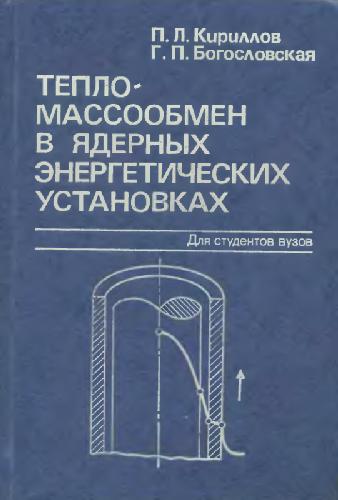 П. Л. Кириллов
Г. П. Богословская
ТЕПЛО-
МАССООБМЕН
В ЯДЕРНЫХ
ЭНЕРГЕТИЧЕСКИХ
УСТАНОВКАХ
Для студентов вузов